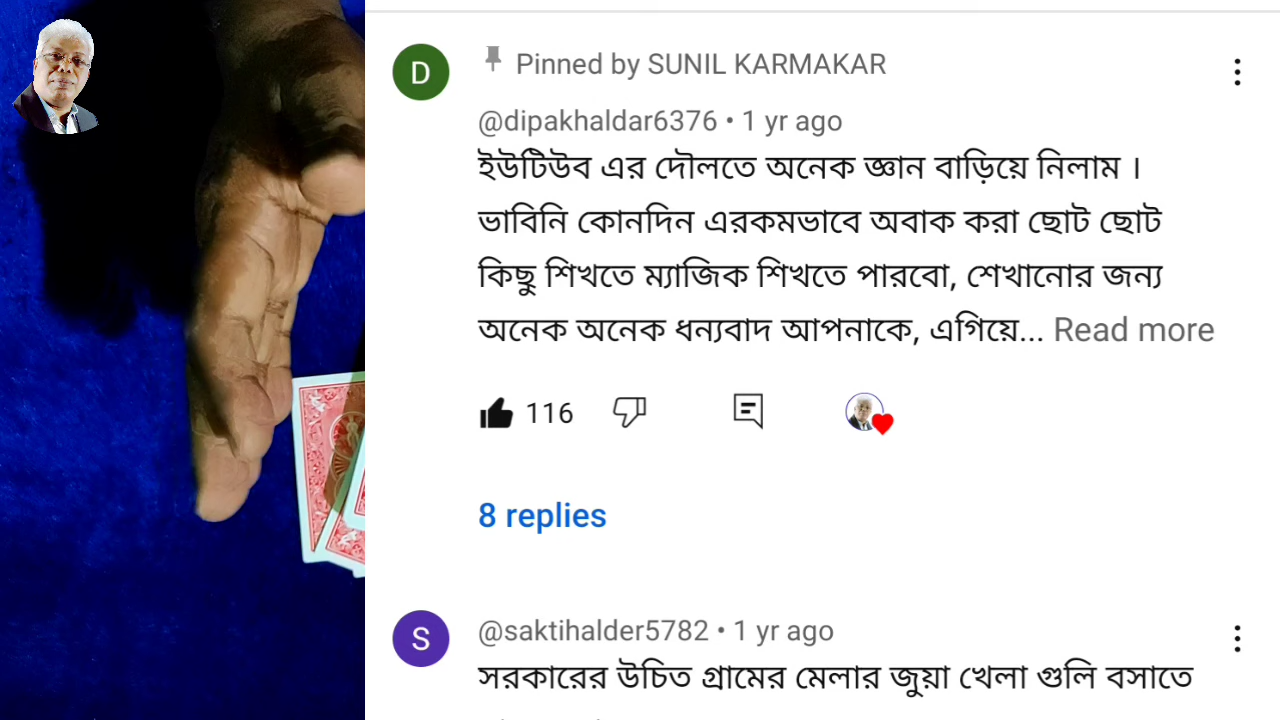 D
Pinned by SUNIL KARMAKAR
@dipakhaldar6376 • 1 yr ago
ইউটিউব এর দৌলতে অনেক জ্ঞান বাড়িয়ে নিলাম ।
ভাবিনি কোনদিন এরকমভাবে অবাক করা ছোট ছোট
কিছু শিখতে ম্যাজিক শিখতে পারবো, শেখানোর জন্য
অনেক অনেক ধন্যবাদ আপনাকে, এগিয়ে... Read more
116
8 replies
S
@saktihalder5782 • 1 yr ago
সরকারের উচিত গ্রামের মেলার জুয়া খেলা গুলি বসাতে